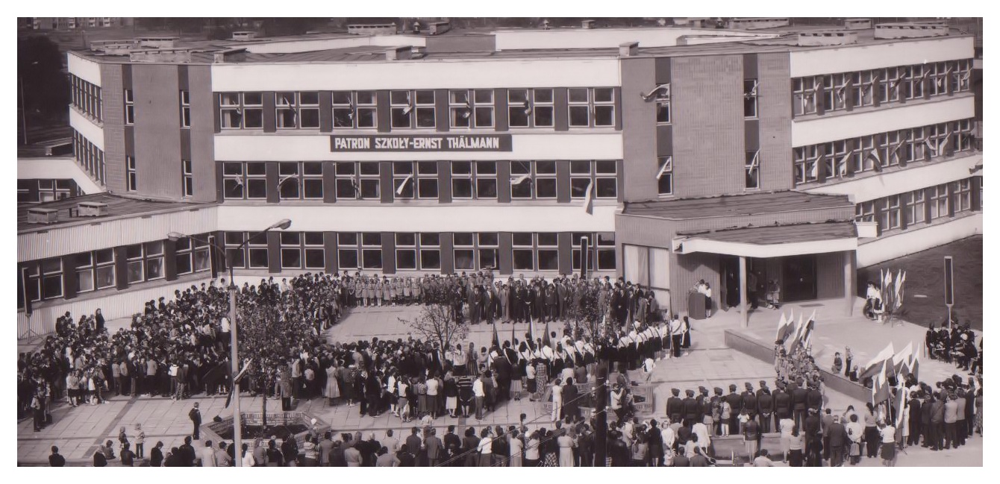 PATRON SZKOŁY-ERNST THÄLMANN